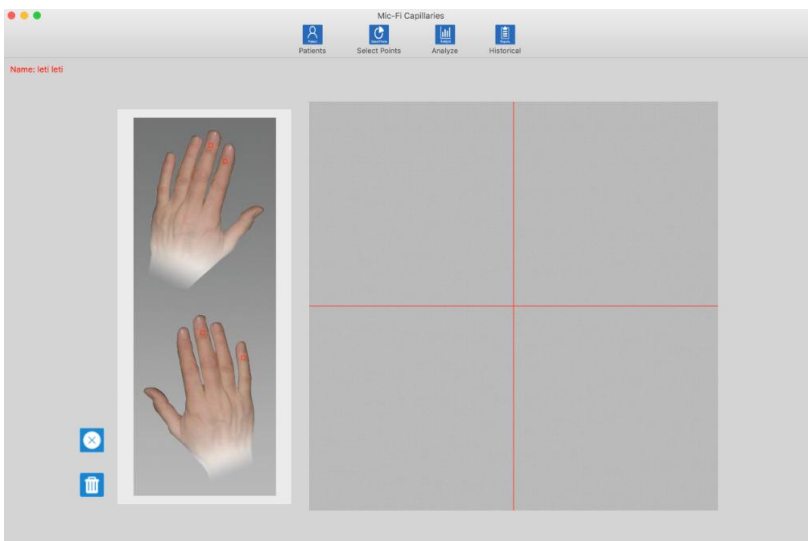 Mic-Fi Capillaries
Patients Select Points Analyze Historical
Name: leti leti